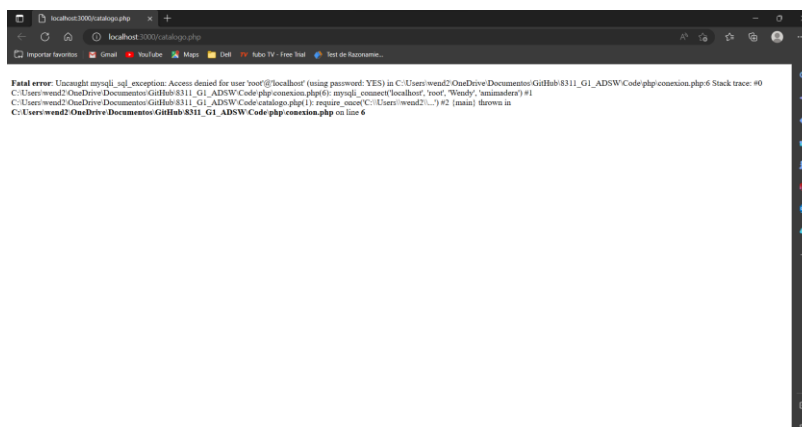 localhost:3000/catalogo.php
localhost:3000/catalogo.php
Importar favoritos Gmail YouTube Maps Dell fubo TV - Free Trial Test de Razonamie...
Fatal error: Uncaught mysqli_sql_exception: Access denied for user 'root'@'localhost' (using password: YES) in C:\Users\wend2\OneDrive\Documentos\GitHub\8311_G1_ADSW\Code\php\conexion.php:6 Stack trace: #0
C:\Users\wend2\OneDrive\Documentos\GitHub\8311_G1_ADSW\Code\php\conexion.php(6): mysqli_connect('localhost', 'root', 'Wendy', 'amimadera') #1
C:\Users\wend2\OneDrive\Documentos\GitHub\8311_G1_ADSW\Code\catalogo.php(1): require_once('C:\\Users\\wend2\\...') #2 {main} thrown in
C:\Users\wend2\OneDrive\Documentos\GitHub\8311_G1_ADSW\Code\php\conexion.php on line 6